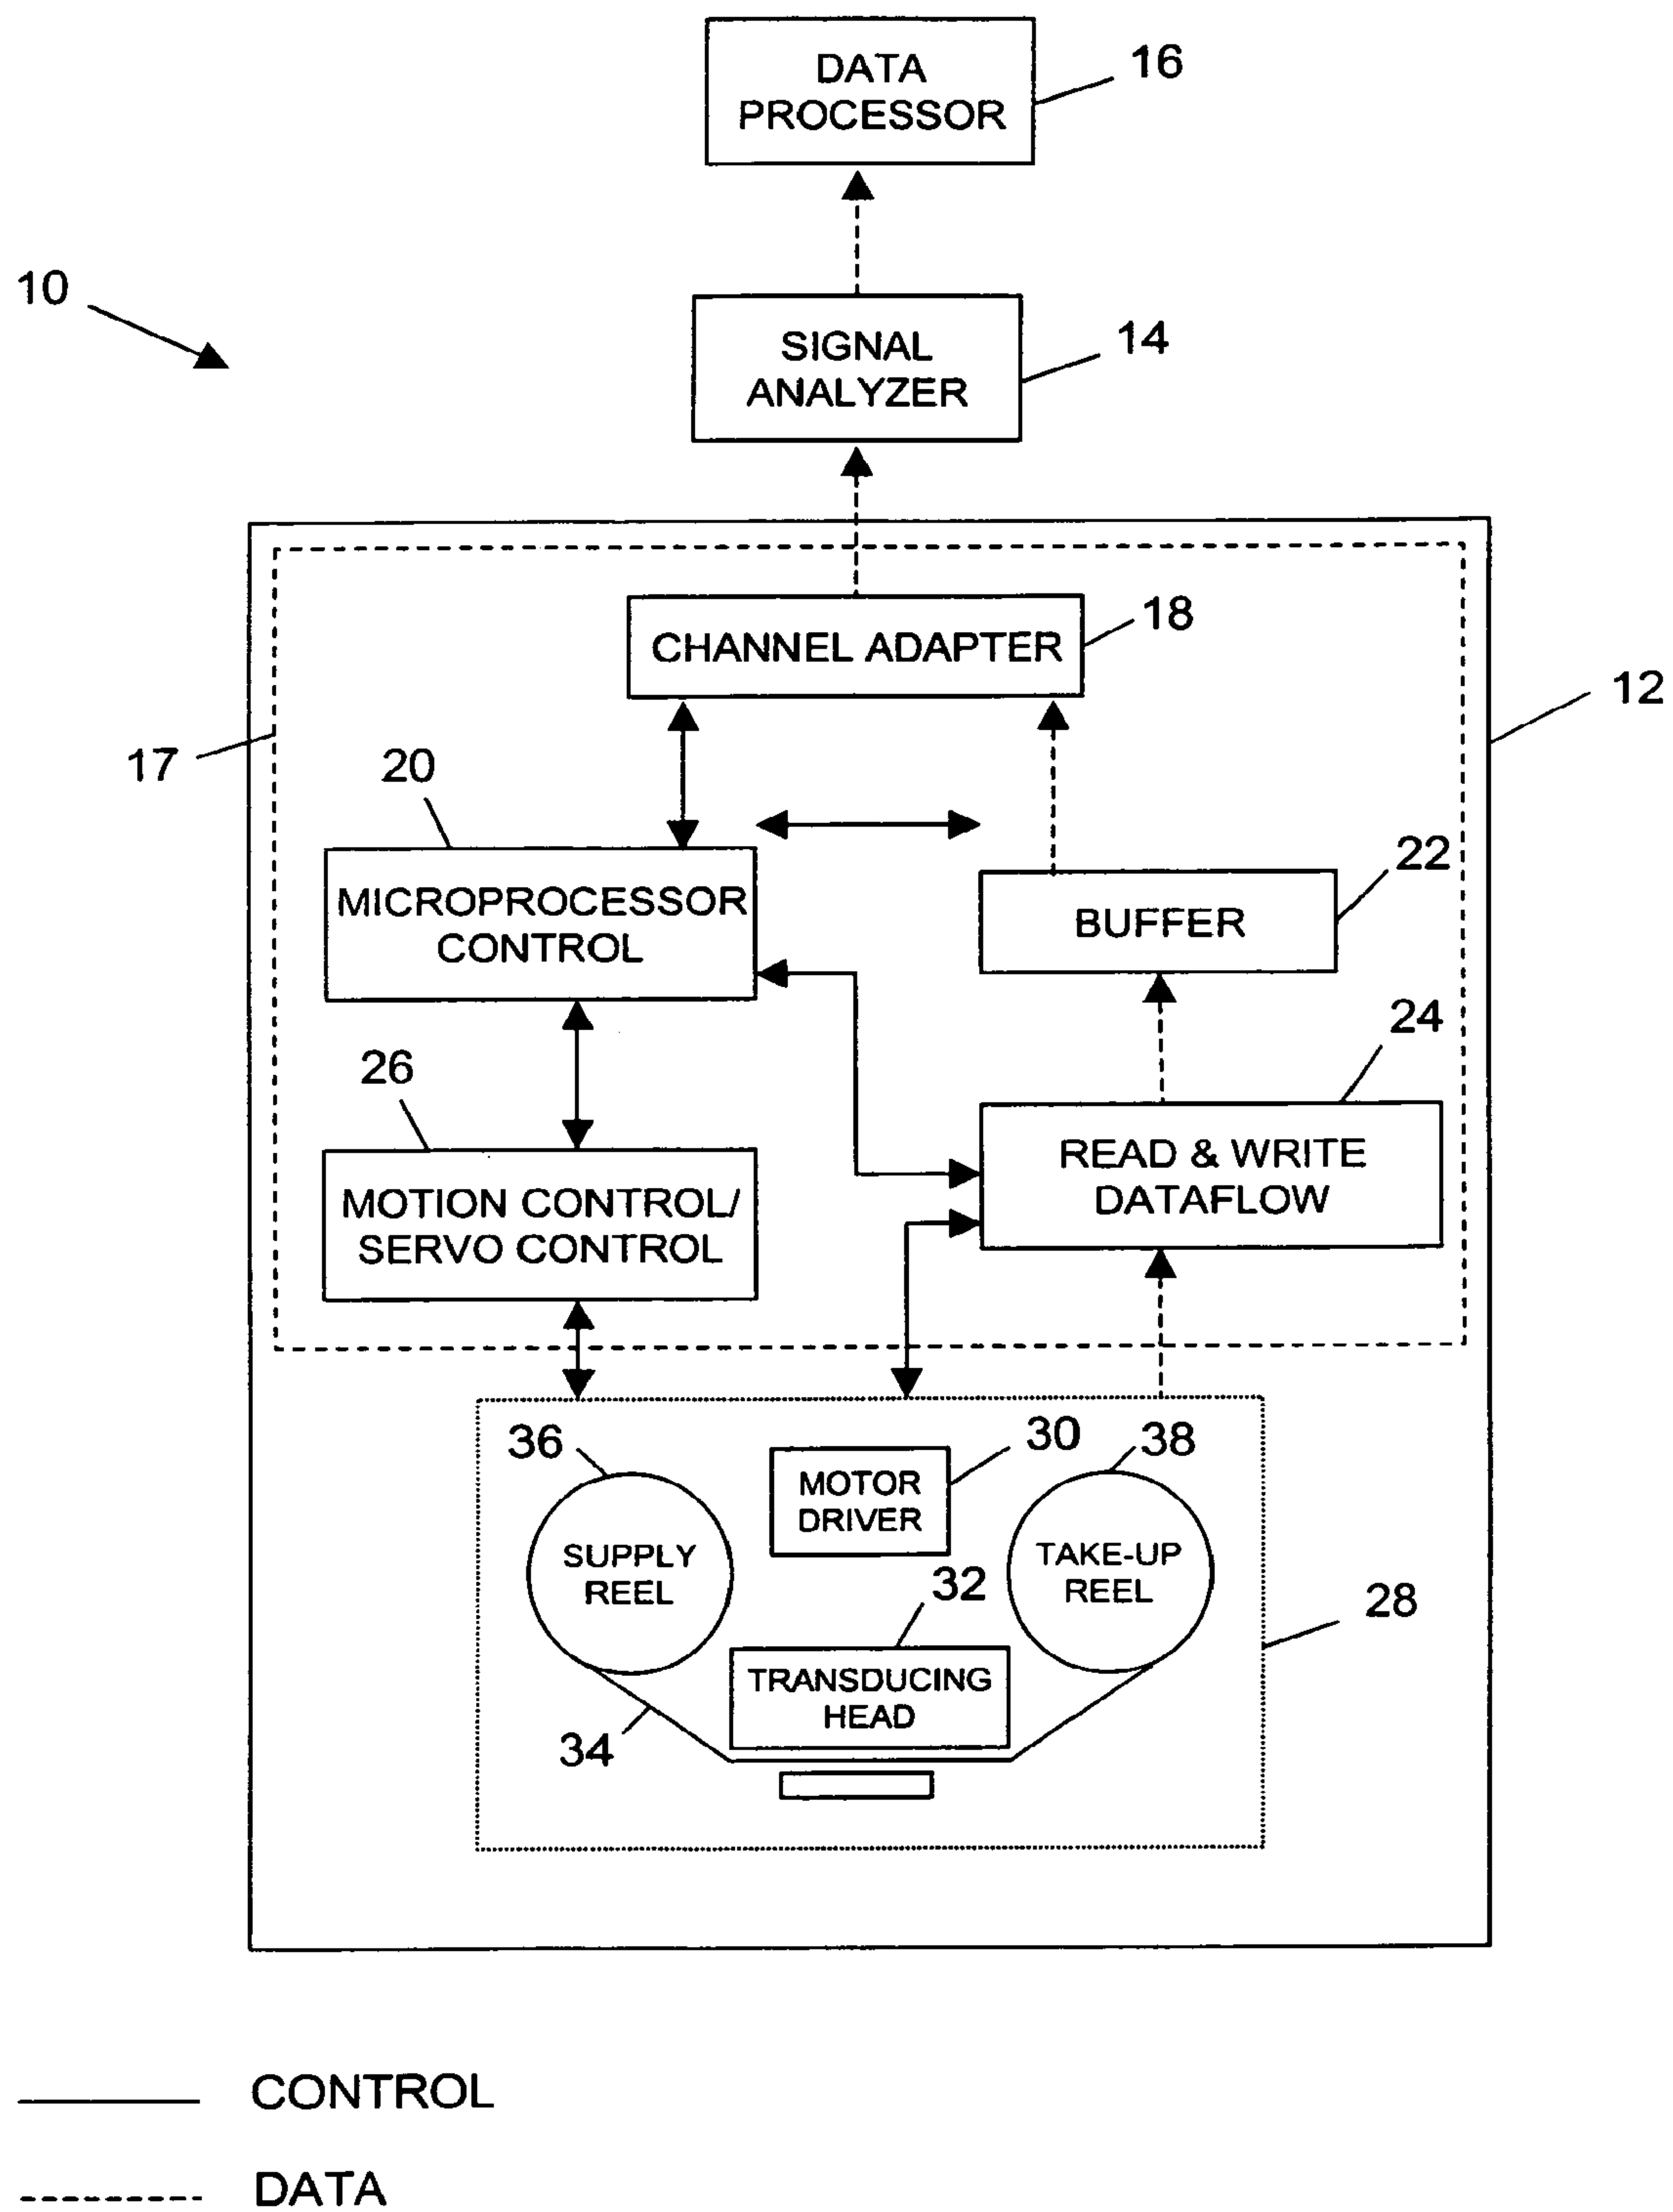 DATA
PROCESSOR
16
10
SIGNAL
ANALYZER
14
CHANNEL ADAPTER
18
12
17
20
MICROPROCESSOR
CONTROL
22
BUFFER
24
26
READ & WRITE
DATAFLOW
MOTION CONTROL/
SERVO CONTROL
36
30
38
MOTOR
DRIVER
SUPPLY
REEL
TAKE-UP
REEL
32
28
TRANSDUCING
HEAD
34
CONTROL
DATA